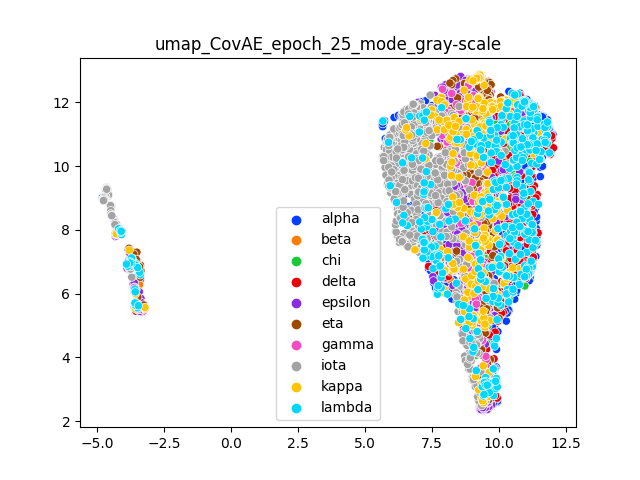 umap_CovAE_epoch_25_mode_gray-scale
12
10
8
6
4
2
alpha
beta
chi
delta
epsilon
eta
gamma
iota
kappa
lambda
−5.0 −2.5 0.0 2.5 5.0 7.5 10.0 12.5